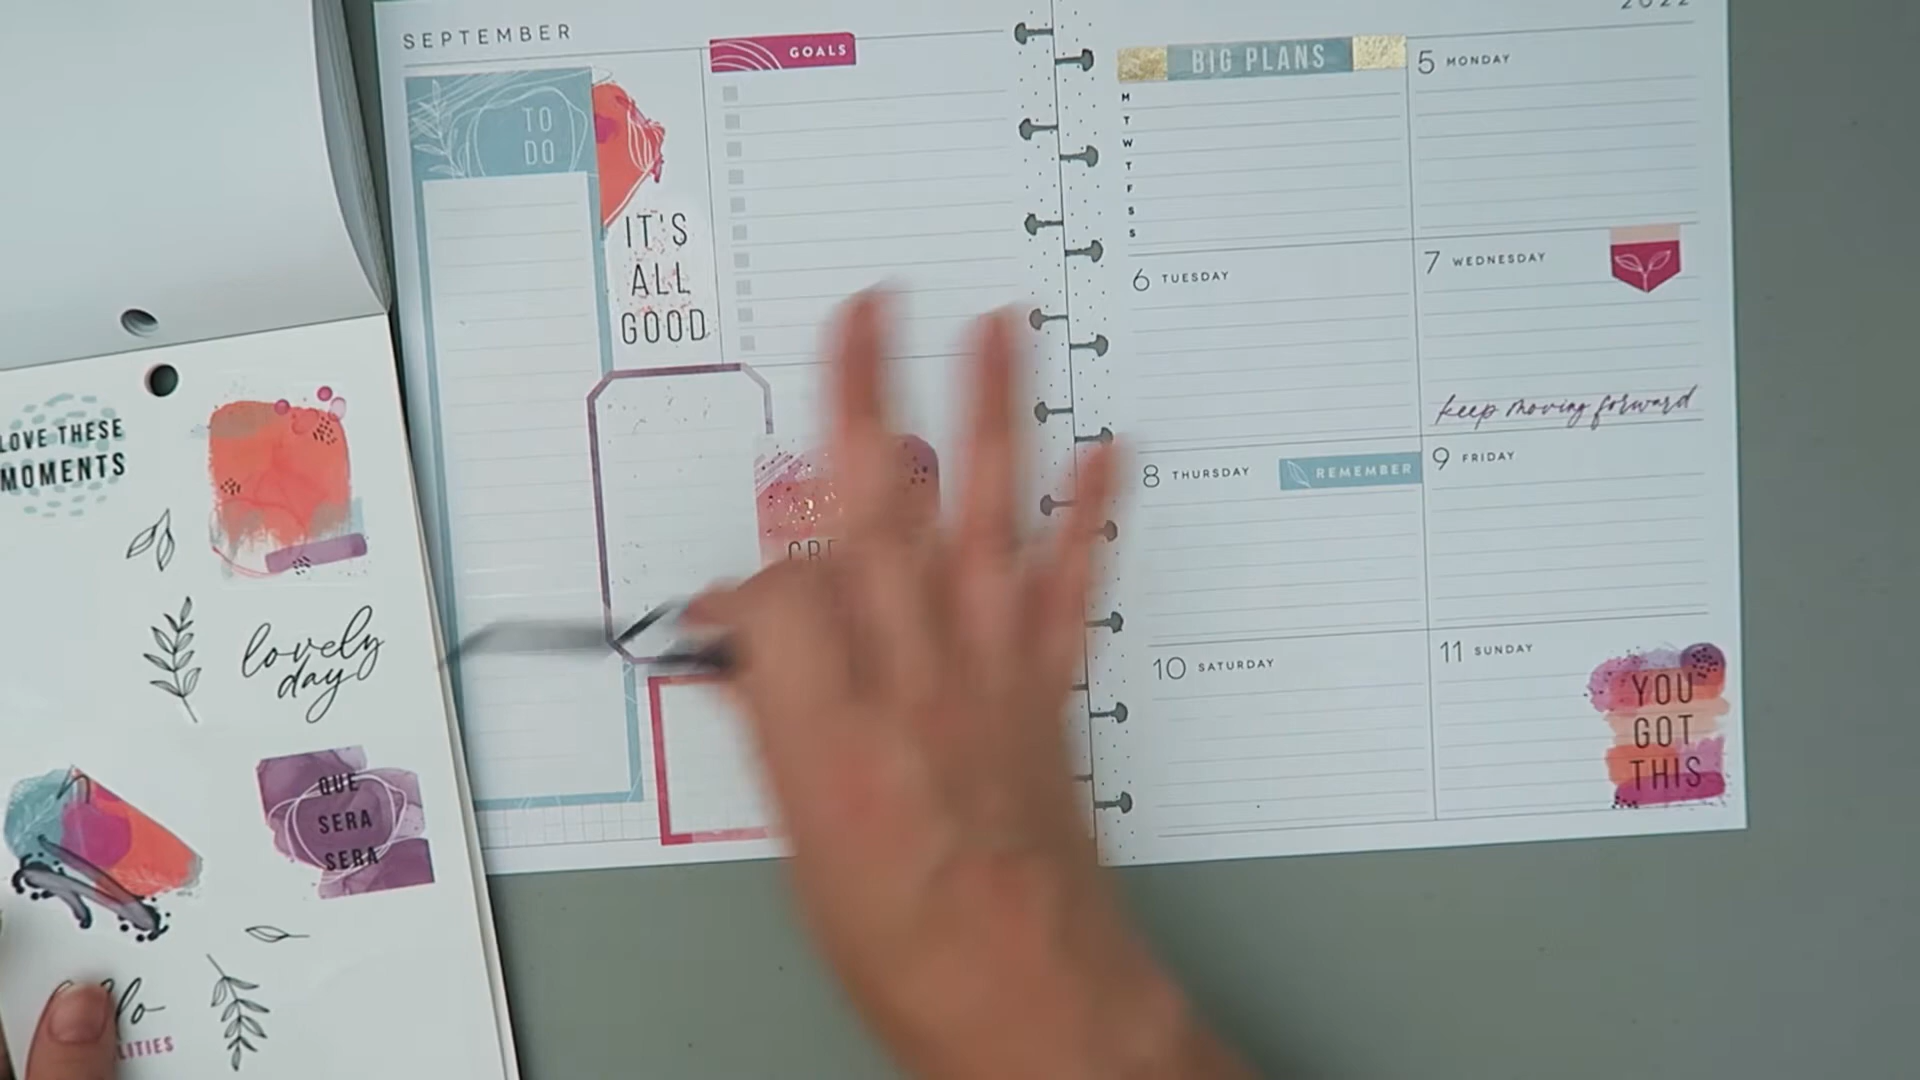 SEPTEMBER
TO
DO
IT'S
ALL
GOOD
GOALS
BIG PLANS
M
T
W
T
F
S
S
5 MONDAY
6 TUESDAY
7 WEDNESDAY
keep moving forward
8 THURSDAY
REMEMBER
9 FRIDAY
10 SATURDAY
11 SUNDAY
YOU
GOT
THIS
LOVE THESE
MOMENTS
lovely
day
QUE
SERA
SERA